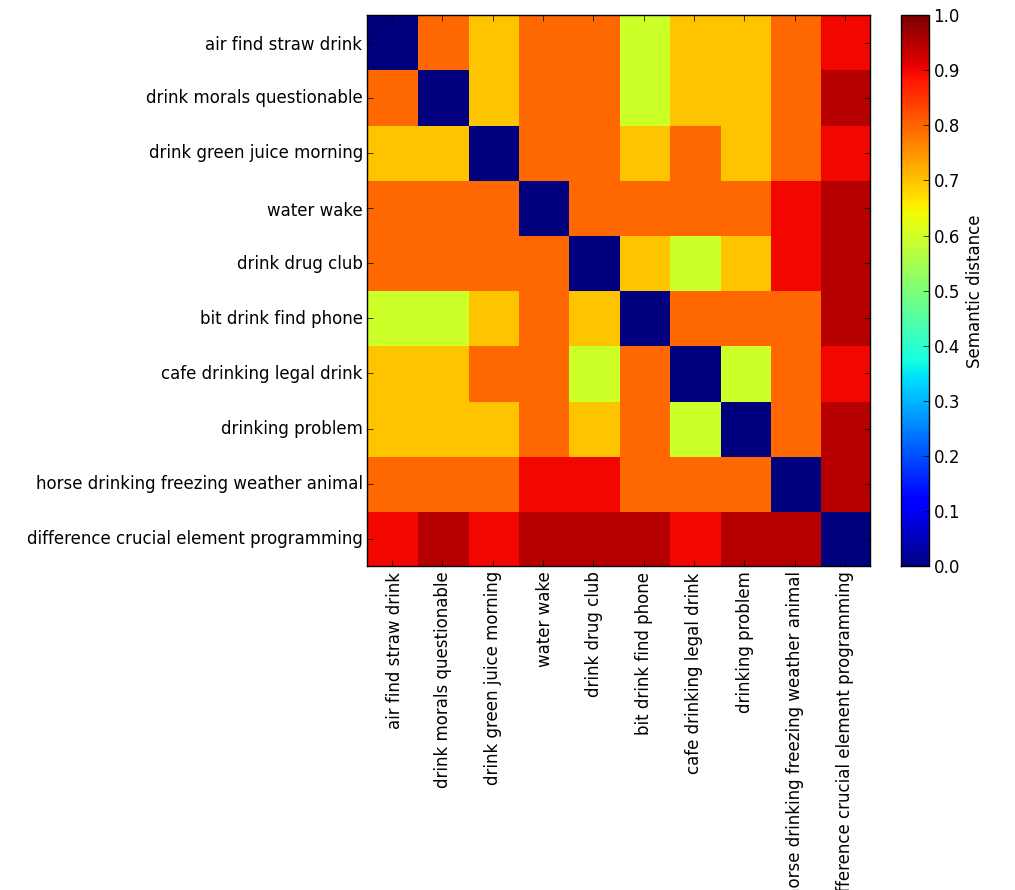 air find straw drink
drink morals questionable
drink green juice morning
water wake
drink drug club
bit drink find phone
cafe drinking legal drink
drinking problem
horse drinking freezing weather animal
difference crucial element programming
air find straw drink
drink morals questionable
drink green juice morning
water wake
drink drug club
bit drink find phone
cafe drinking legal drink
drinking problem
orse drinking freezing weather animal
fference crucial element programming
1.0
0.9
0.8
0.7
0.6
0.5
0.4
0.3
0.2
0.1
0.0
Semantic distance